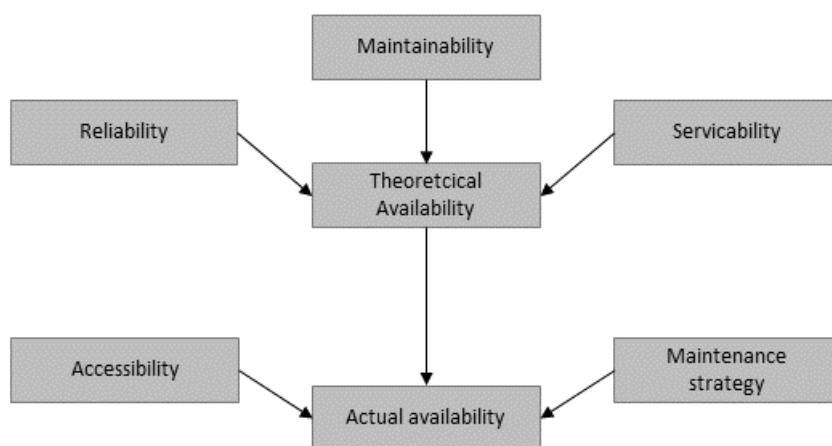 Maintainability
Reliability
Servicability
Theoretcical
Availability
Accessibility
Maintenance
strategy
Actual availability